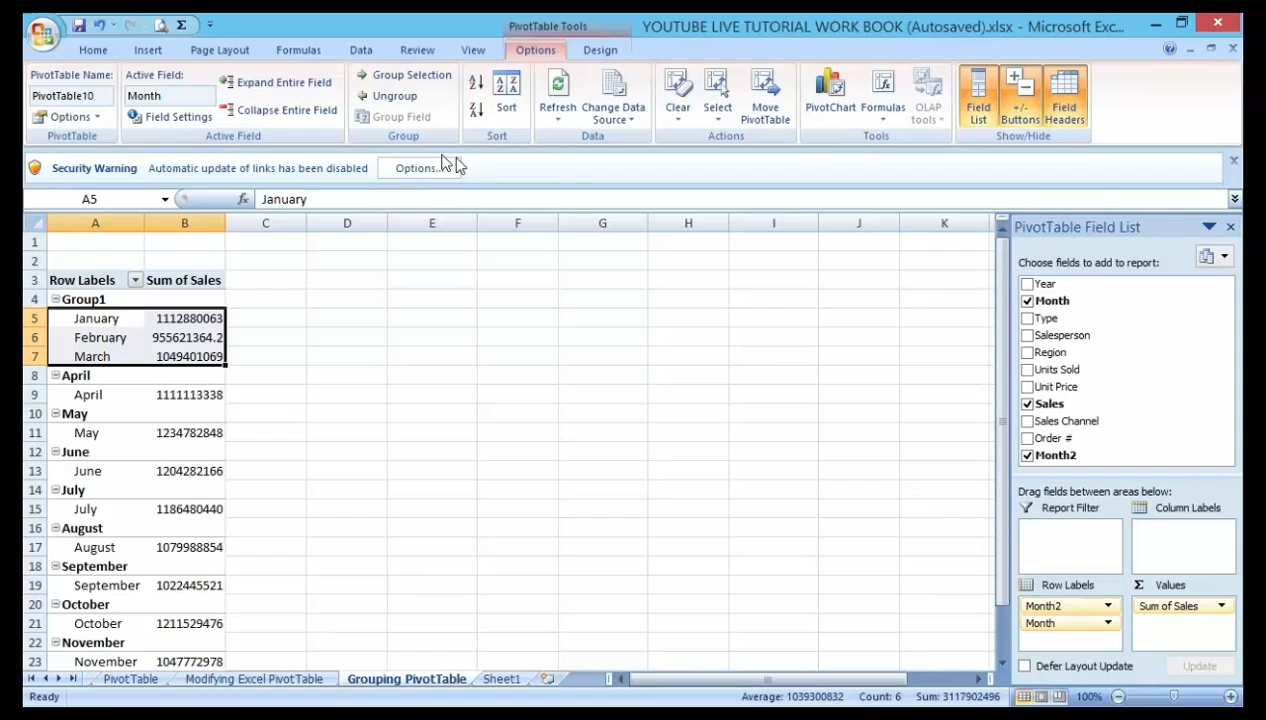 PivotTable Tools
YOUTUBE LIVE TUTORIAL WORK BOOK (Autosaved).xlsx - Microsoft Exc...
Home Insert Page Layout Formulas Data Review View Options Design
PivotTable Name:
PivotTable10
Options
PivotTable
Active Field:
Month
Field Settings
Expand Entire Field
Collapse Entire Field
Active Field
Group Selection
Ungroup
Group Field
Group
Sort
Sort
Refresh
Change Data Source
Data
Clear
Select
Move PivotTable
Actions
PivotChart
Formulas
OLAP tools
Tools
Field List
+/- Buttons
Field Headers
Show/Hide
Security Warning Automatic update of links has been disabled Options...
A5 fx January
A B C D E F G H I J K
1
2
3 Row Labels Sum of Sales
4 Group1
5 January 1112880063
6 February 955621364.2
7 March 1049401069
8 April
9 April 1111113338
10 May
11 May 1234782848
12 June
13 June 1204282166
14 July
15 July 1186480440
16 August
17 August 1079988854
18 September
19 September 1022445521
20 October
21 October 1211529476
22 November
23 November 1047772978
PivotTable Field List
Choose fields to add to report:
Year
Month
Type
Salesperson
Region
Units Sold
Unit Price
Sales
Sales Channel
Order #
Month2
Drag fields between areas below:
Report Filter Column Labels
Row Labels Σ Values
Month2 Sum of Sales
Month
Defer Layout Update Update
PivotTable Modifying Excel PivotTable Grouping PivotTable Sheet1
Ready Average: 1039300832 Count: 6 Sum: 3117902496 100%